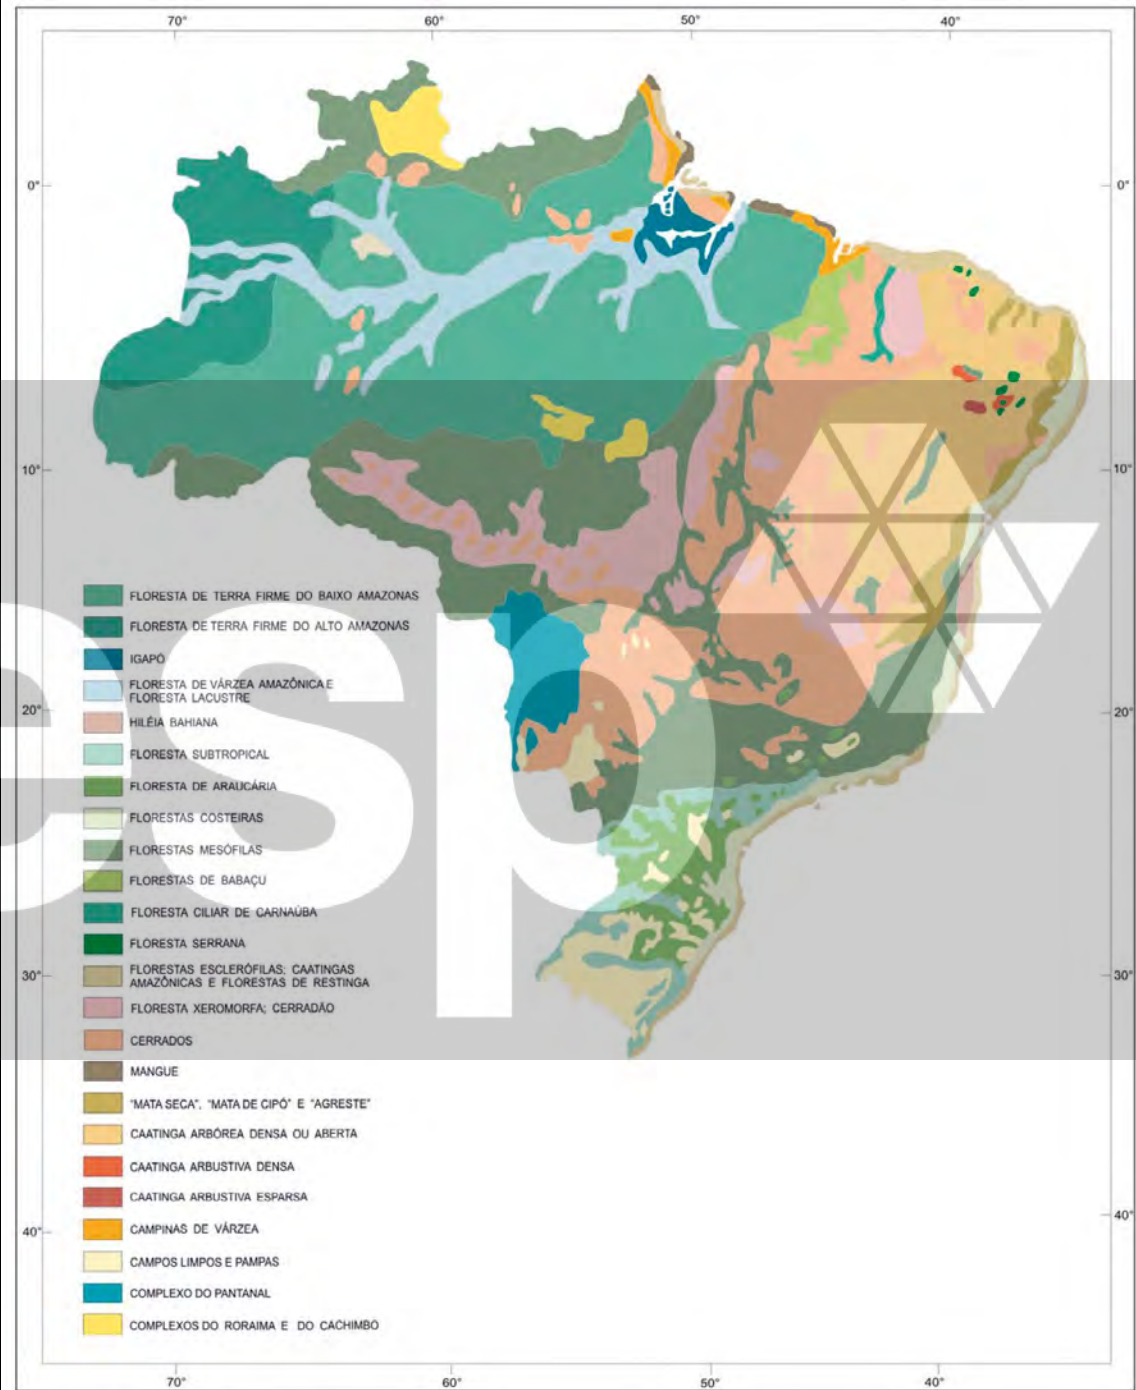 70° 60° 50° 40°
0° 0°
10° 10°
esp
FLORESTA DE TERRA FIRME DO BAIXO AMAZONAS
FLORESTA DE TERRA FIRME DO ALTO AMAZONAS
IGAPÓ
FLORESTA DE VÁRZEA AMAZÔNICA E
FLORESTA LACUSTRE
20° 20°
HILÉIA BAHIANA
FLORESTA SUBTROPICAL
FLORESTA DE ARAUCÁRIA
FLORESTAS COSTEIRAS
FLORESTAS MESÓFILAS
FLORESTAS DE BABAÇU
FLORESTA CILIAR DE CARNAÚBA
FLORESTA SERRANA
30° 30°
FLORESTAS ESCLERÓFILAS; CAATINGAS
AMAZÔNICAS E FLORESTAS DE RESTINGA
FLORESTA XEROMORFA; CERRADÃO
CERRADOS
MANGUE
"MATA SECA", "MATA DE CIPÓ" E "AGRESTE"
CAATINGA ARBÓREA DENSA OU ABERTA
CAATINGA ARBUSTIVA DENSA
CAATINGA ARBUSTIVA ESPARSA
40° 40°
CAMPINAS DE VÁRZEA
CAMPOS LIMPOS E PAMPAS
COMPLEXO DO PANTANAL
COMPLEXOS DO RORAIMA E DO CACHIMBO
70° 60° 50° 40°